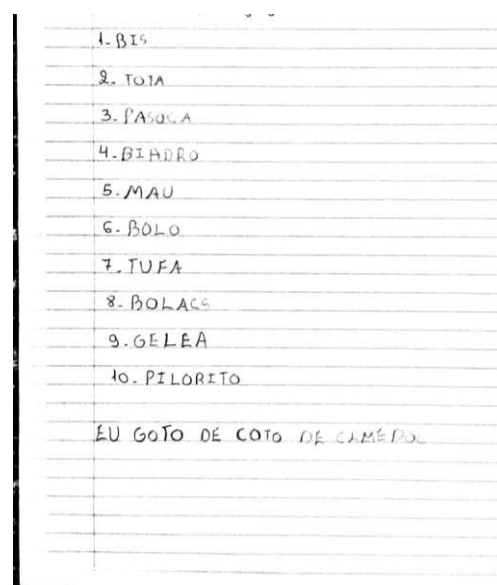 1. BIS
2. TOTA
3. PASOCA
4. BIADRO
5. MAU
6. BOLO
7. TUFA
8. BOLACS
9. GELEA
10. PILORITO
EU GOTO DE COTO DE